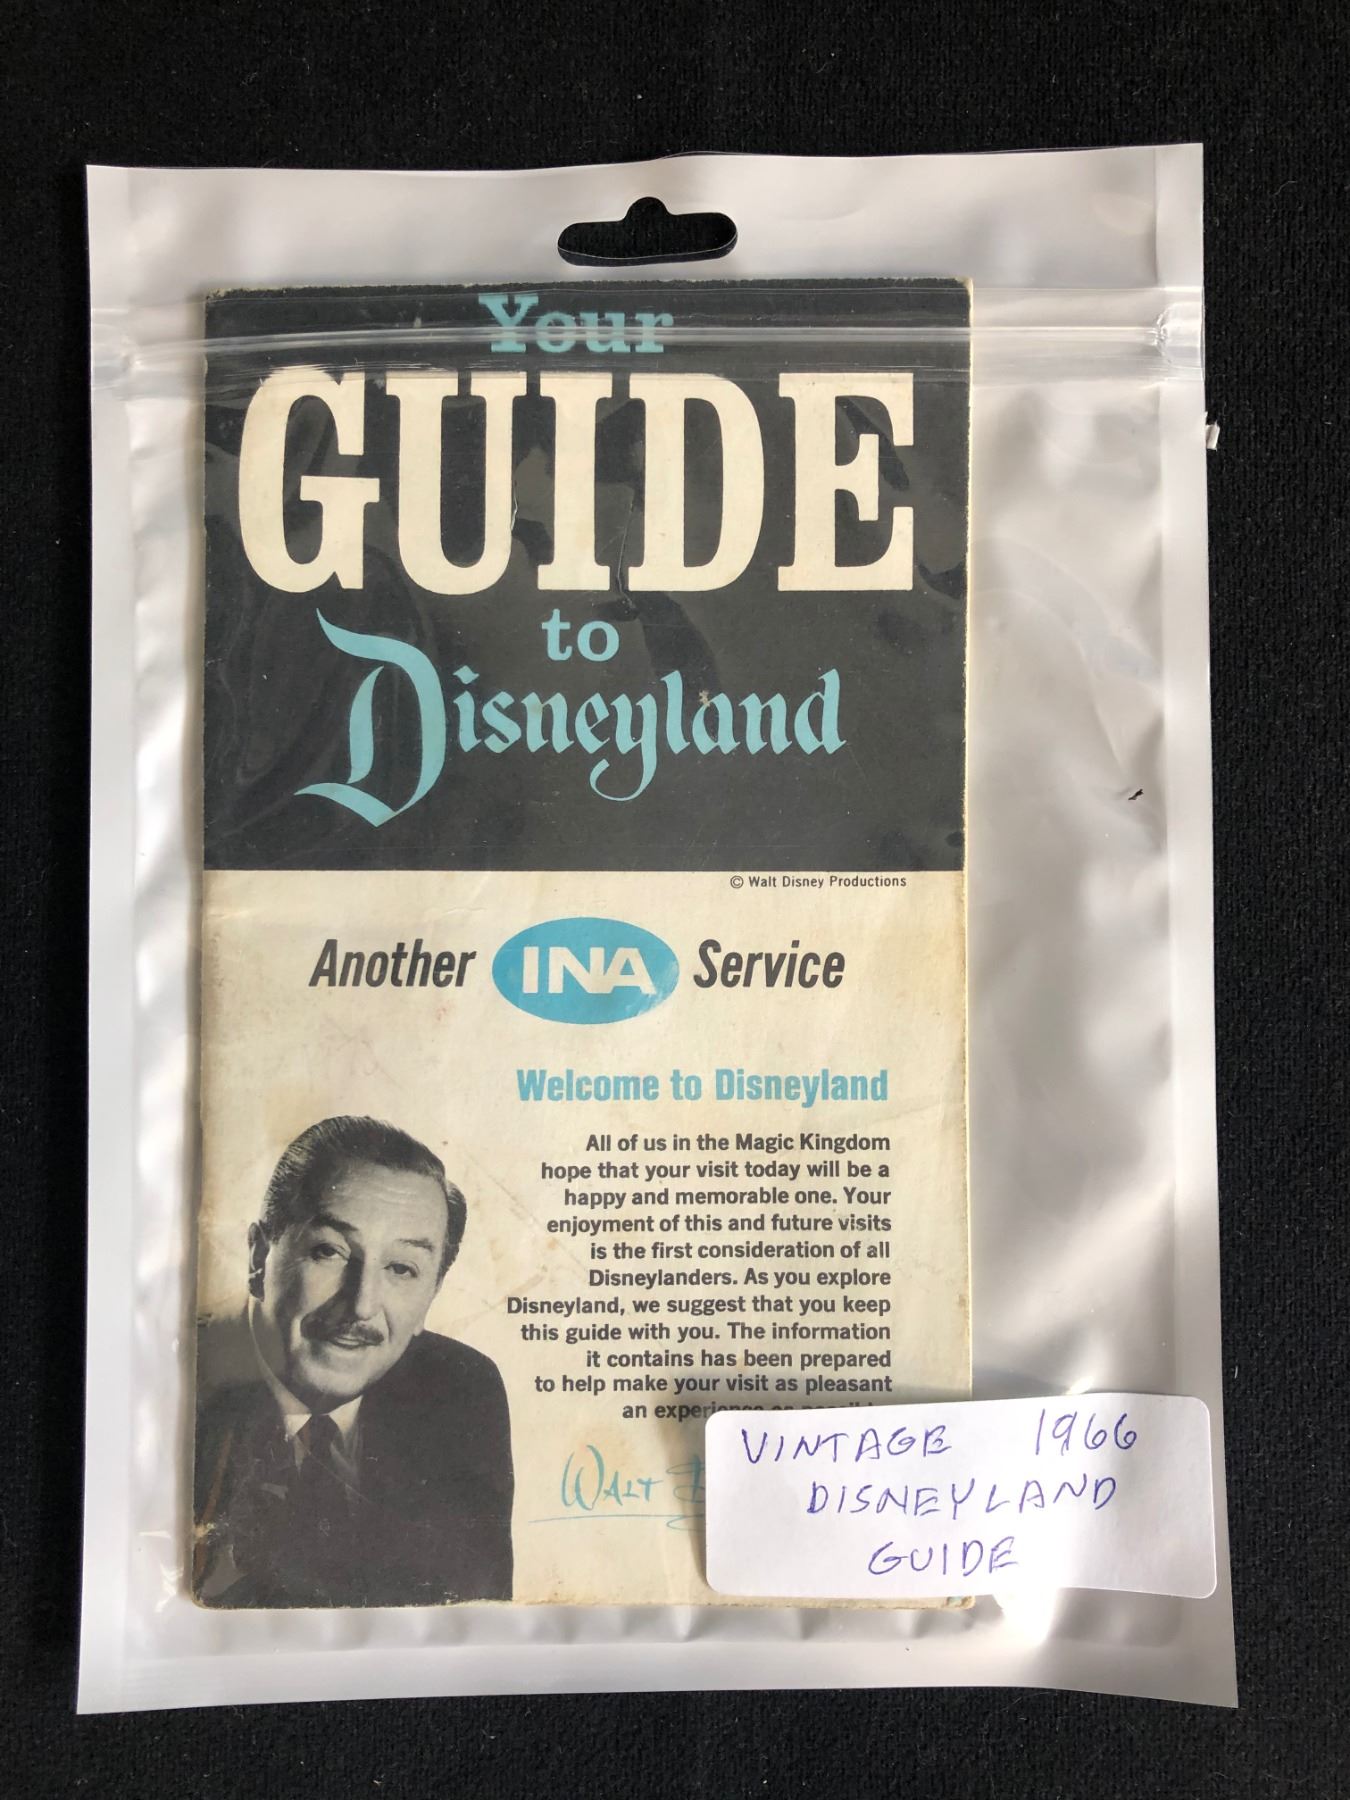 Your
GUIDE
to
Disneyland
© Walt Disney Productions
Another INA Service
Welcome to Disneyland
All of us in the Magic Kingdom
hope that your visit today will be a
happy and memorable one. Your
enjoyment of this and future visits
is the first consideration of all
Disneylanders. As you explore
Disneyland, we suggest that you keep
this guide with you. The information
it contains has been prepared
to help make your visit as pleasant
an experience as
WALT
VINTAGE 1966
DISNEYLAND
GUIDE